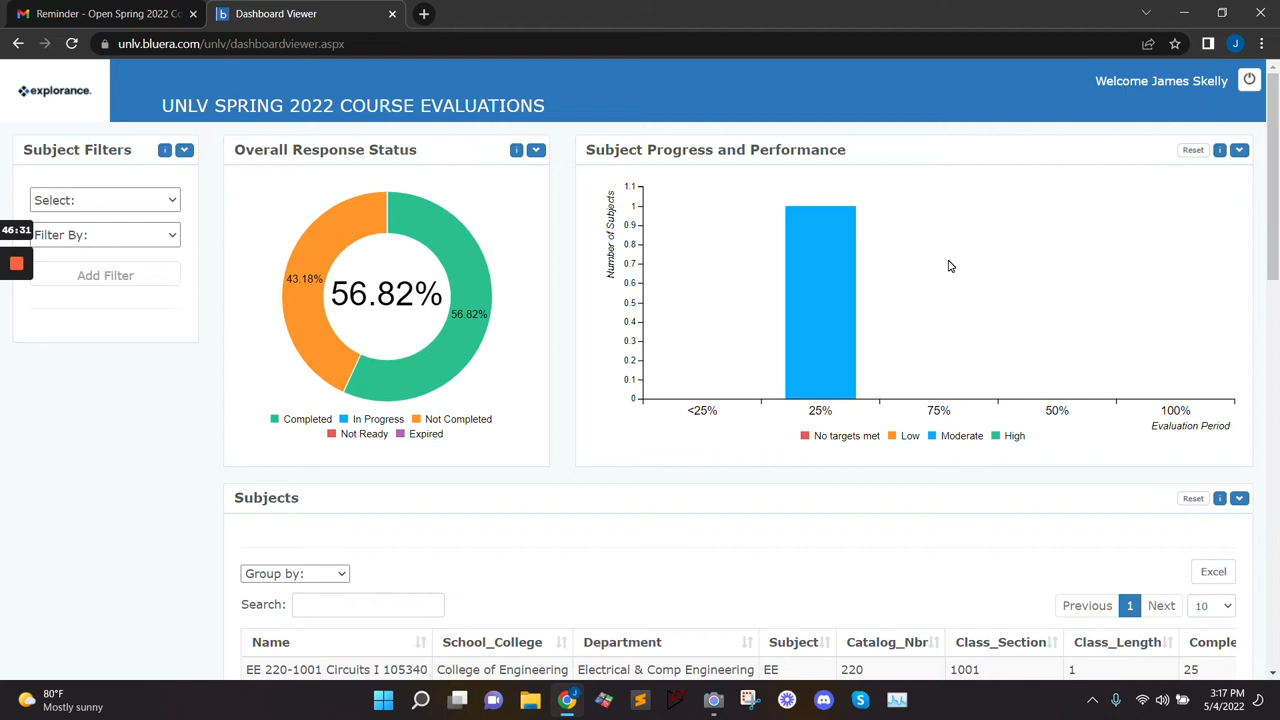 Reminder - Open Spring 2022 Co
Dashboard Viewer
unlv.bluera.com/unlv/dashboardviewer.aspx
J
explorance.
UNLV SPRING 2022 COURSE EVALUATIONS
Welcome James Skelly
Subject Filters
Select:
Filter By:
Add Filter
46:31
Overall Response Status
43.18%
56.82%
56.82%
Completed
In Progress
Not Completed
Not Ready
Expired
Subject Progress and Performance
Reset
Number of Subjects
1.1
1
0.9
0.8
0.7
0.6
0.5
0.4
0.3
0.2
0.1
0
<25% 25% 75% 50% 100%
Evaluation Period
No targets met
Low
Moderate
High
Subjects
Reset
Group by:
Excel
Search:
Previous 1 Next 10
Name School_College Department Subject Catalog_Nbr Class_Section Class_Length Comple
EE 220-1001 Circuits I 105340 College of Engineering Electrical & Comp Engineering EE 220 1001 1 25
80°F
Mostly sunny
3:17 PM
5/4/2022